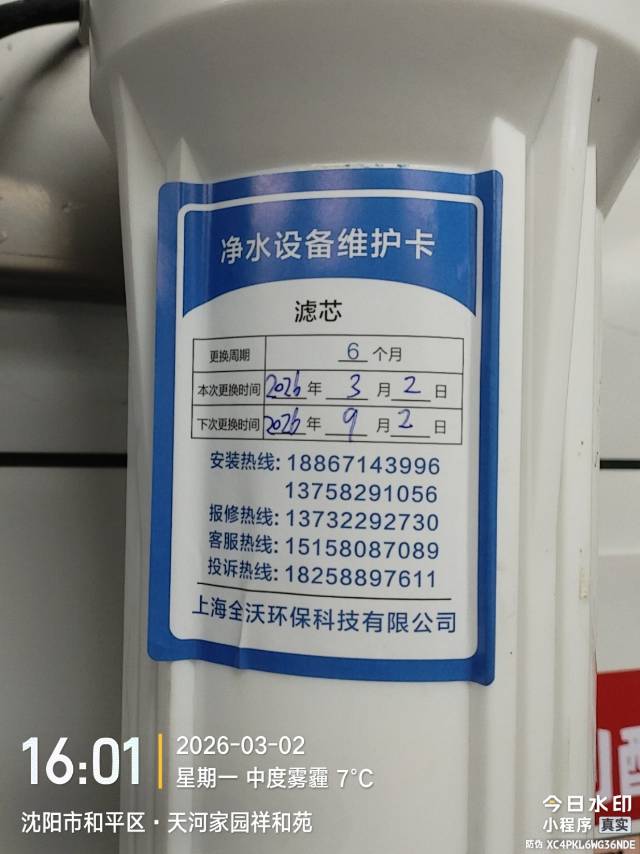 净水设备维护卡
滤芯
更换周期 6 个月
本次更换时间 2026 年 3 月 2 日
下次更换时间 2026 年 9 月 2 日
安装热线: 18867143996
13758291056
报修热线: 13732292730
客服热线: 15158087089
投诉热线: 18258897611
上海全沃环保科技有限公司
16:01
2026-03-02
星期一 中度雾霾 7°C
沈阳市和平区·天河家园祥和苑
今日水印
小程序 真实
防伪 XC4PKL6WG36NDE